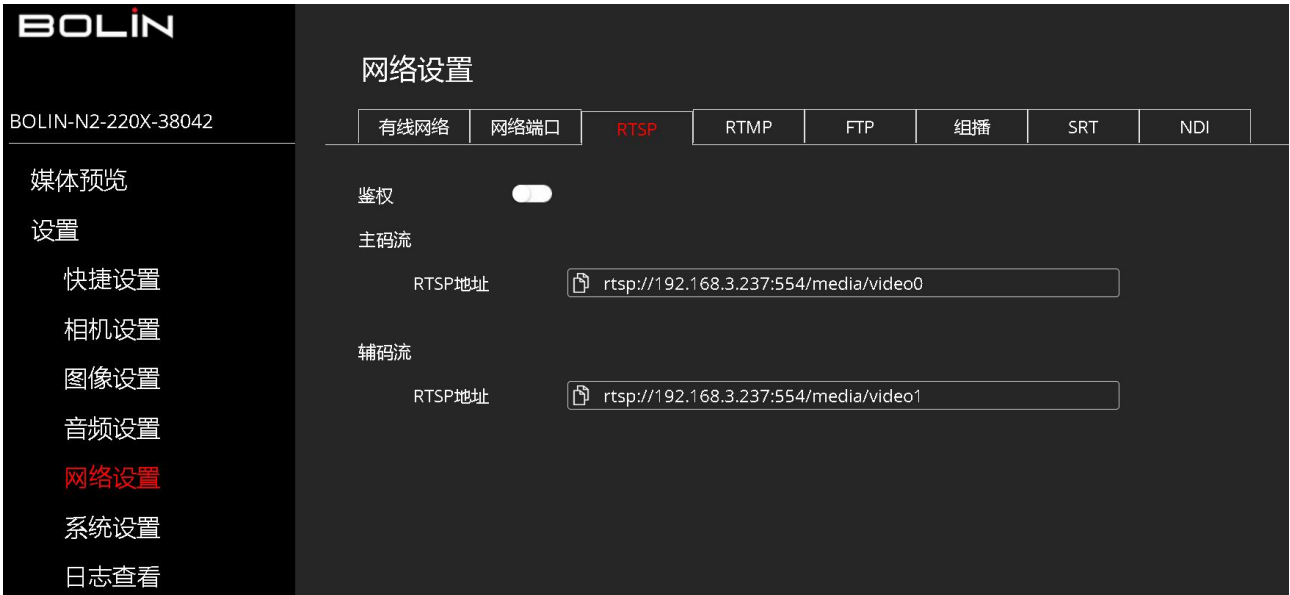 BOLIN
BOLIN-N2-220X-38042
媒体预览
设置
快捷设置
相机设置
图像设置
音频设置
网络设置
系统设置
日志查看
网络设置
有线网络 网络端口 RTSP RTMP FTP 组播 SRT NDI
鉴权
主码流
RTSP地址 rtsp://192.168.3.237:554/media/video0
辅码流
RTSP地址 rtsp://192.168.3.237:554/media/video1